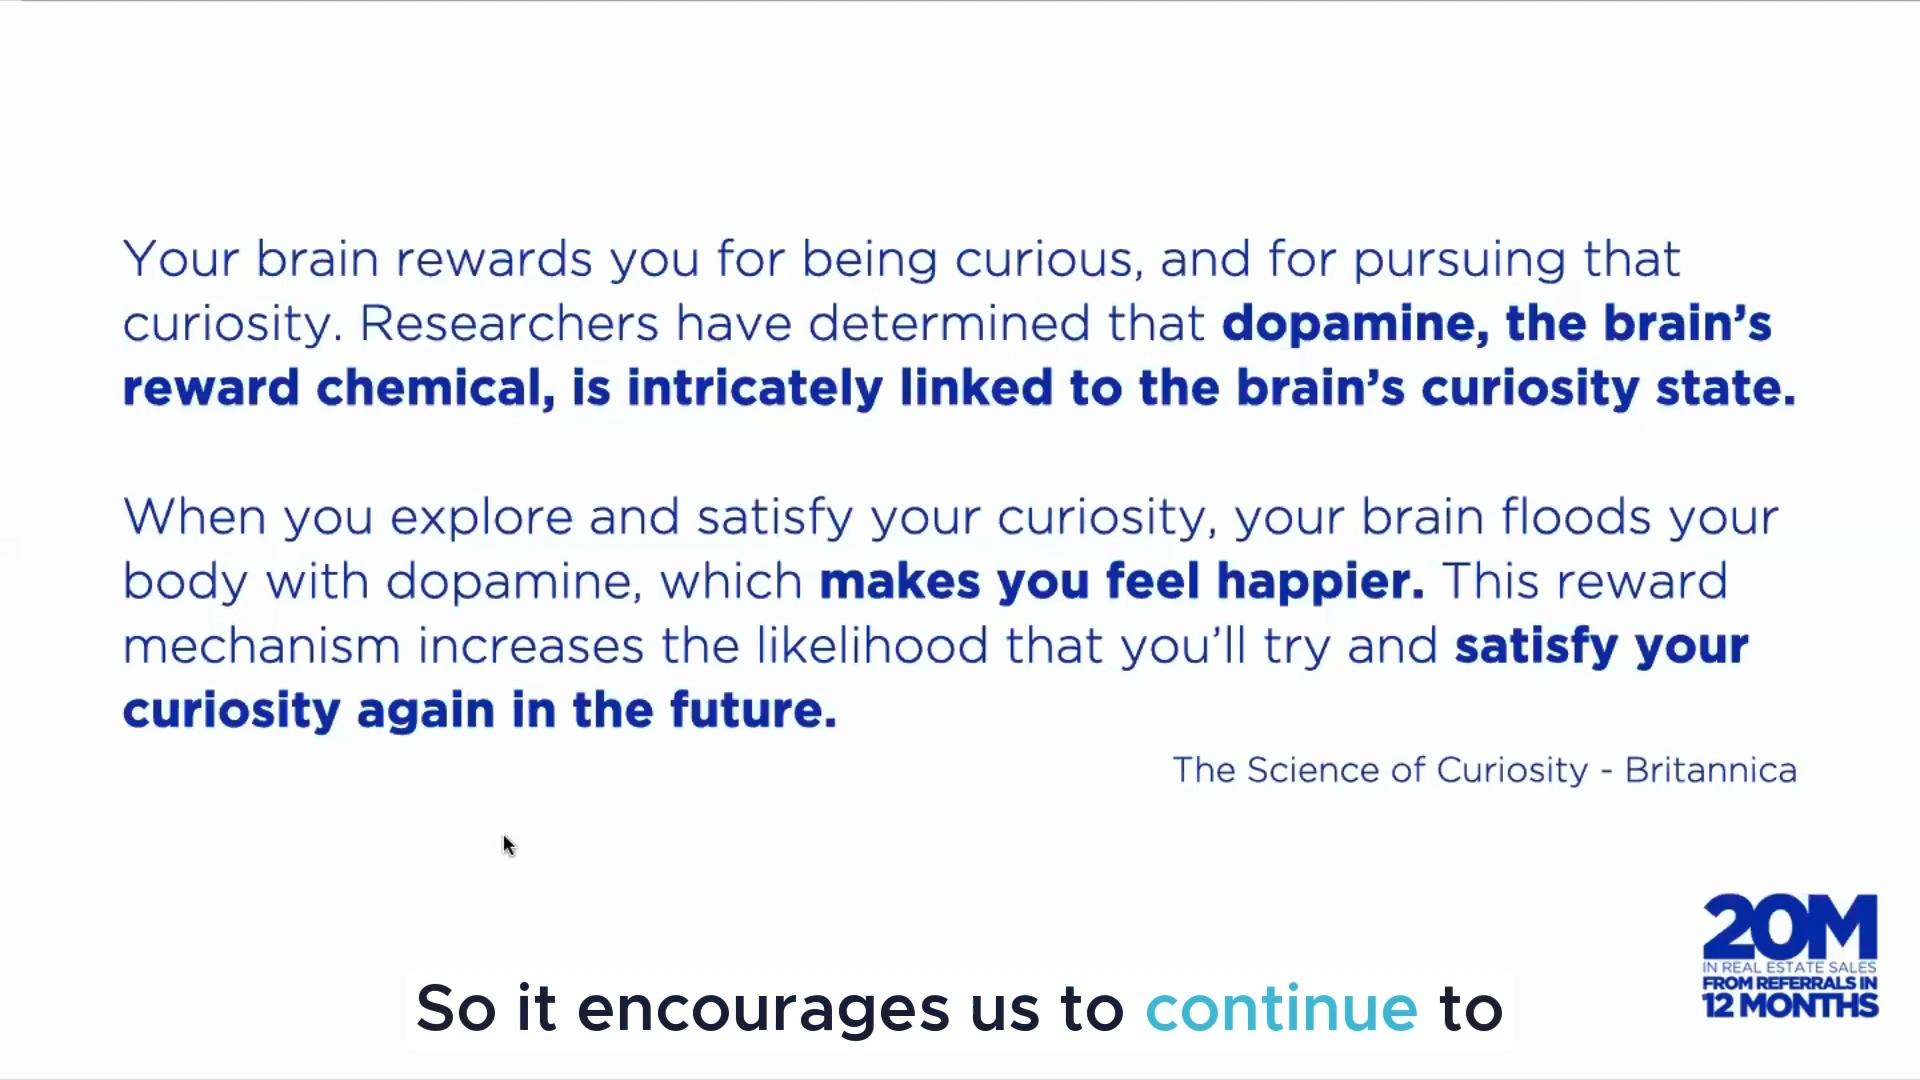 Your brain rewards you for being curious, and for pursuing that
curiosity. Researchers have determined that dopamine, the brain’s
reward chemical, is intricately linked to the brain’s curiosity state.
When you explore and satisfy your curiosity, your brain floods your
body with dopamine, which makes you feel happier. This reward
mechanism increases the likelihood that you’ll try and satisfy your
curiosity again in the future.
The Science of Curiosity - Britannica
20M
IN REAL ESTATE SALES
FROM REFERRALS IN
12 MONTHS
So it encourages us to continue to